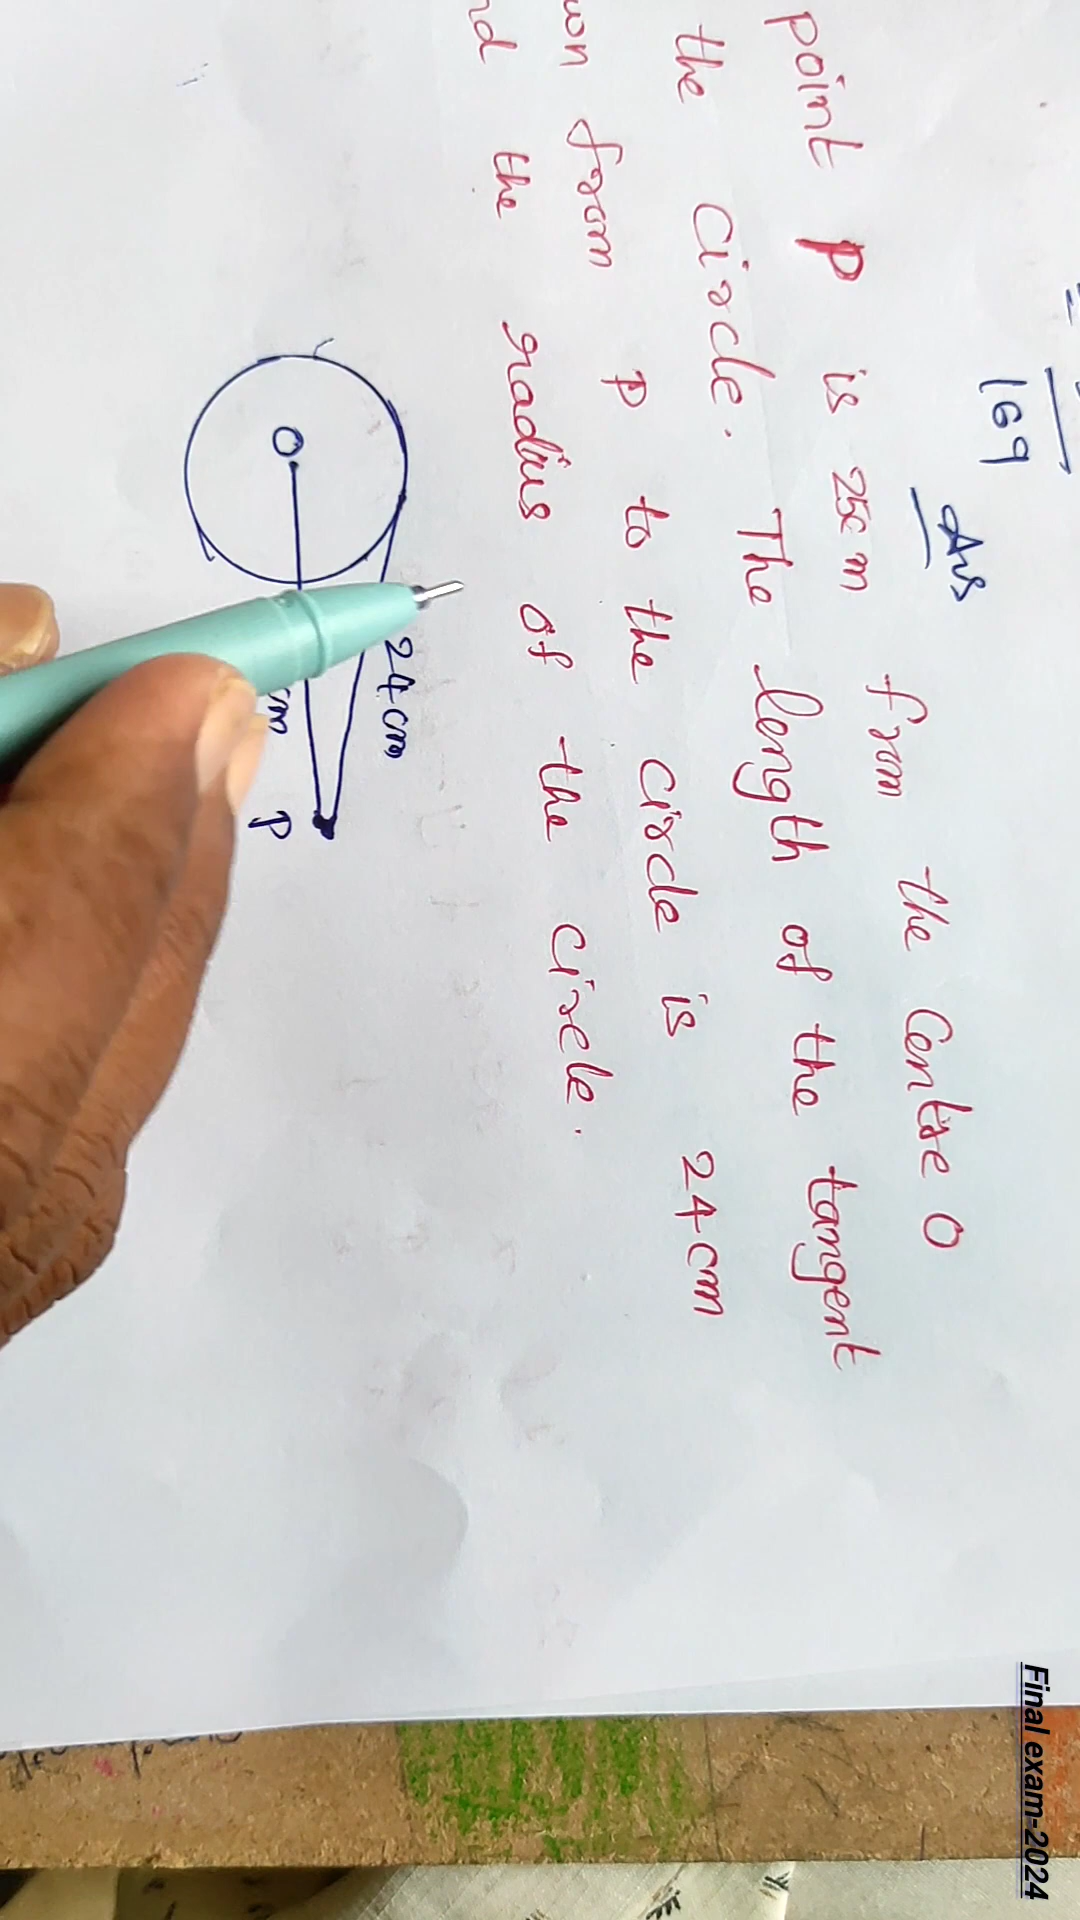 169
Ans
point P is 25cm from the Centre O
the circle. The length of the tangent
from P to the circle is 24cm
the radius of the circle.
O
24cm
cm
P
Final exam-2024